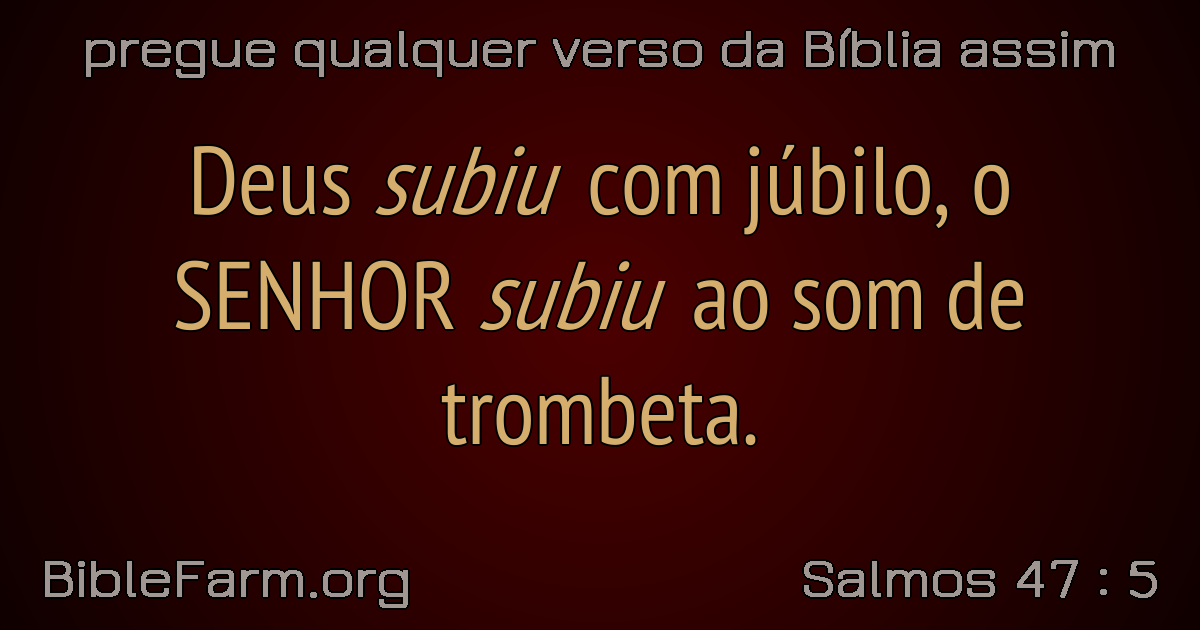 pregue qualquer verso da Bíblia assim
Deus subiu com júbilo, o
SENHOR subiu ao som de
trombeta.
BibleFarm.org
Salmos 47 : 5